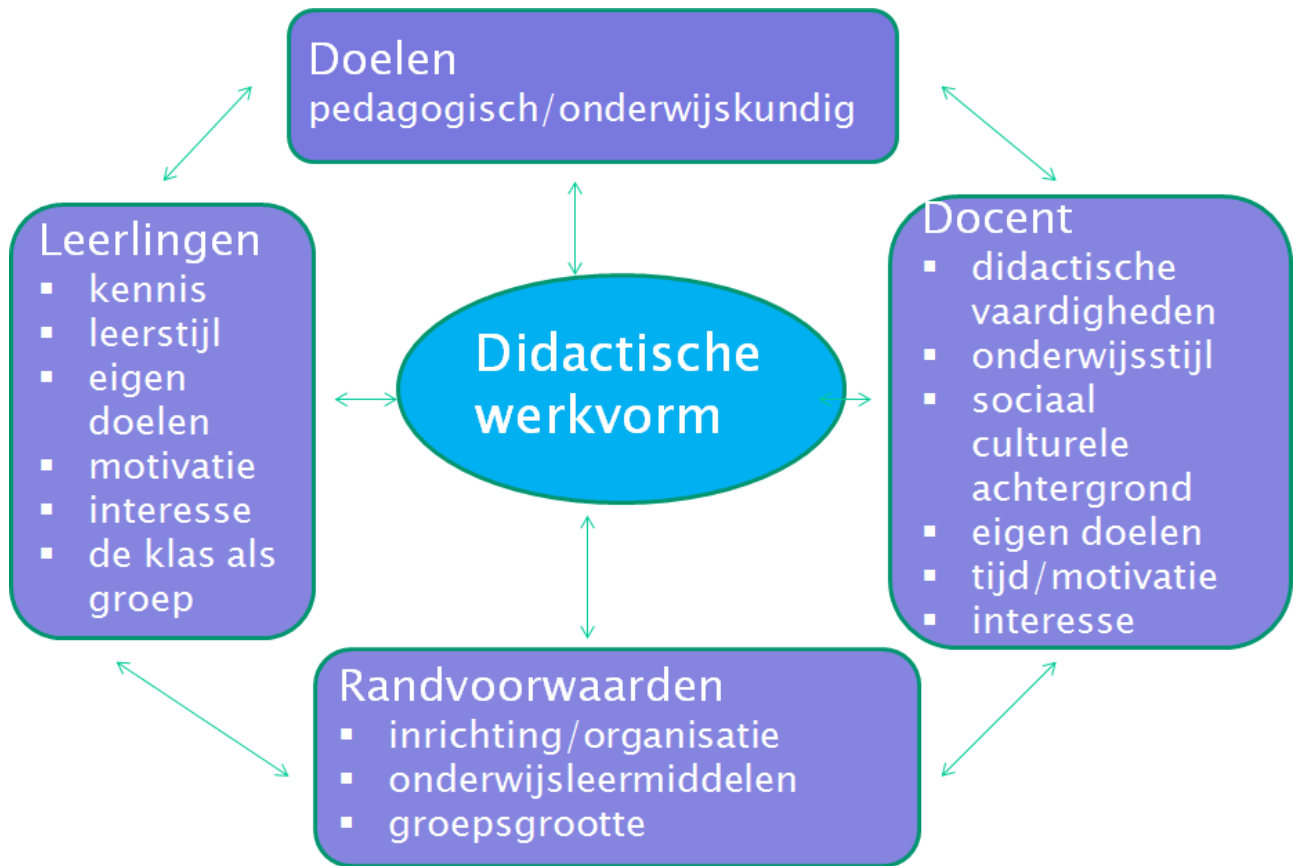 Doelen
pedagogisch/onderwijskundig
Leerlingen
▪ kennis
▪ leerstijl
▪ eigen
doelen
▪ motivatie
▪ interesse
▪ de klas als
groep
Didactische
werkvorm
Docent
▪ didactische
vaardigheden
▪ onderwijsstijl
▪ sociaal
culturele
achtergrond
▪ eigen doelen
▪ tijd/motivatie
▪ interesse
Randvoorwaarden
▪ inrichting/organisatie
▪ onderwijsleermiddelen
▪ groepsgrootte